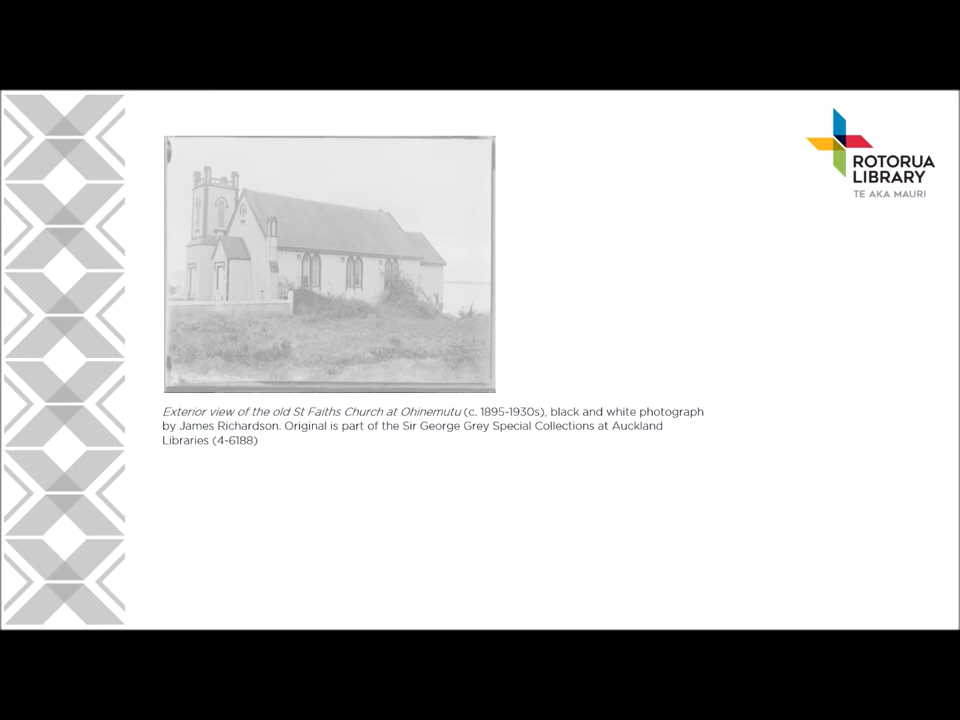 ROTORUA
LIBRARY
TE AKA MAURI
Exterior view of the old St Faiths Church at Ohinemutu (c. 1895-1930s), black and white photograph
by James Richardson. Original is part of the Sir George Grey Special Collections at Auckland
Libraries (4-6188)